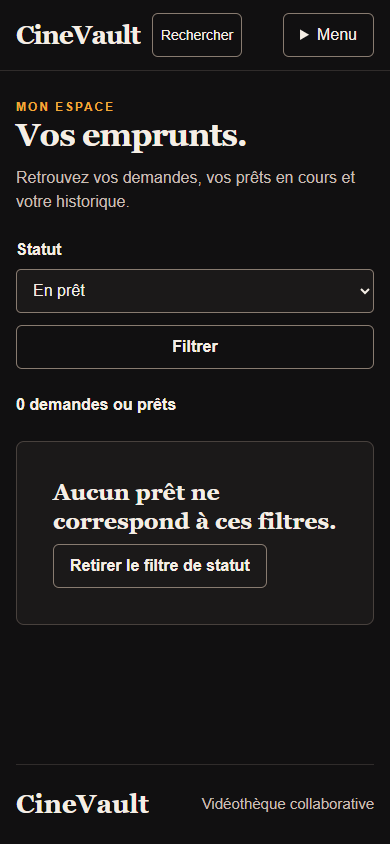 CineVault
Rechercher
▶ Menu
MON ESPACE
Vos emprunts.
Retrouvez vos demandes, vos prêts en cours et
votre historique.
Statut
En prêt
Filtrer
0 demandes ou prêts
Aucun prêt ne
correspond à ces filtres.
Retirer le filtre de statut
CineVault
Vidéothèque collaborative